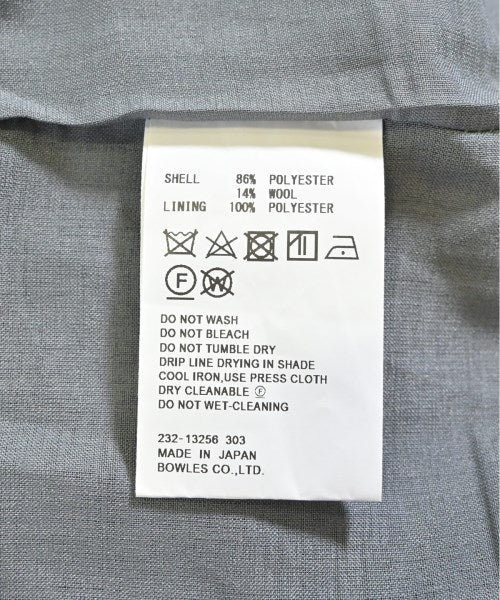 SHELL 86% POLYESTER
14% WOOL
LINING 100% POLYESTER
F W
DO NOT WASH
DO NOT BLEACH
DO NOT TUMBLE DRY
DRIP LINE DRYING IN SHADE
COOL IRON,USE PRESS CLOTH
DRY CLEANABLE Ⓕ
DO NOT WET-CLEANING
232-13256 303
MADE IN JAPAN
BOWLES CO.,LTD.